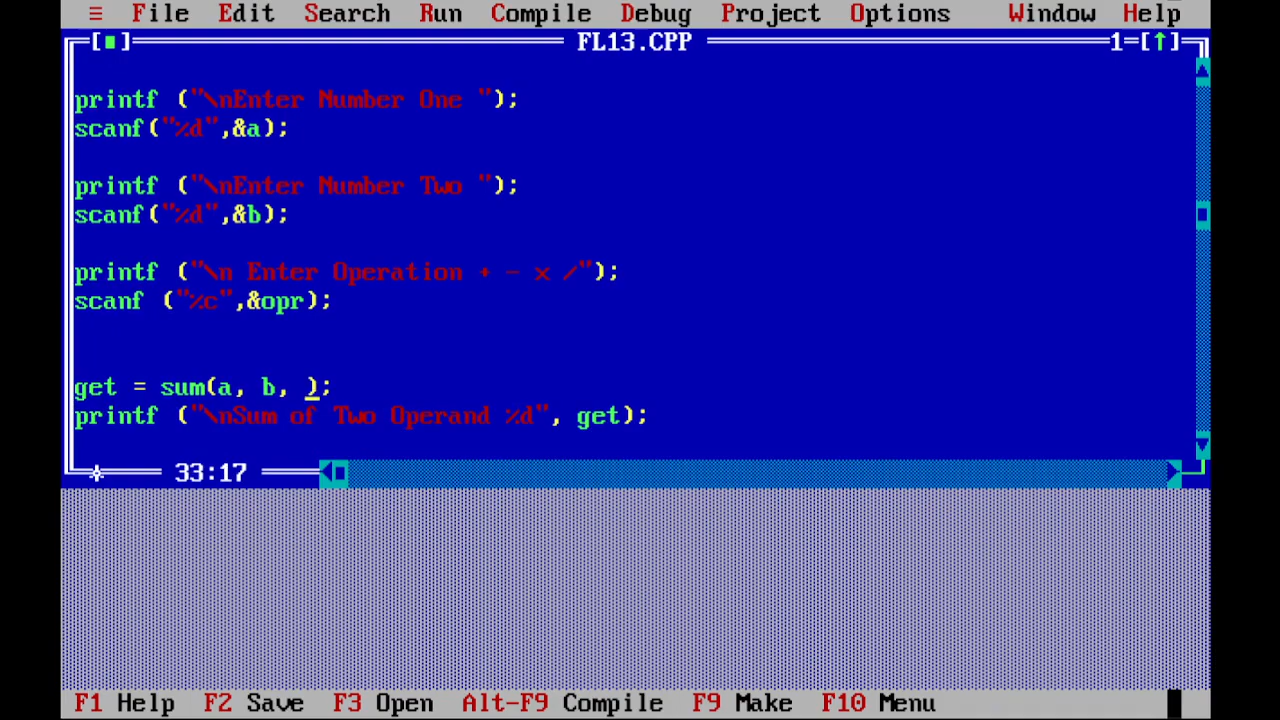 ≡ File Edit Search Run Compile Debug Project Options Window Help
[■] FL13.CPP 1=[↑]
printf ("\nEnter Number One ");
scanf("%d",&a);
printf ("\nEnter Number Two ");
scanf("%d",&b);
printf ("\n Enter Operation + - x /");
scanf ("%c",&opr);
get = sum(a, b, );
printf ("\nSum of Two Operand %d", get);
33:17
F1 Help F2 Save F3 Open Alt-F9 Compile F9 Make F10 Menu